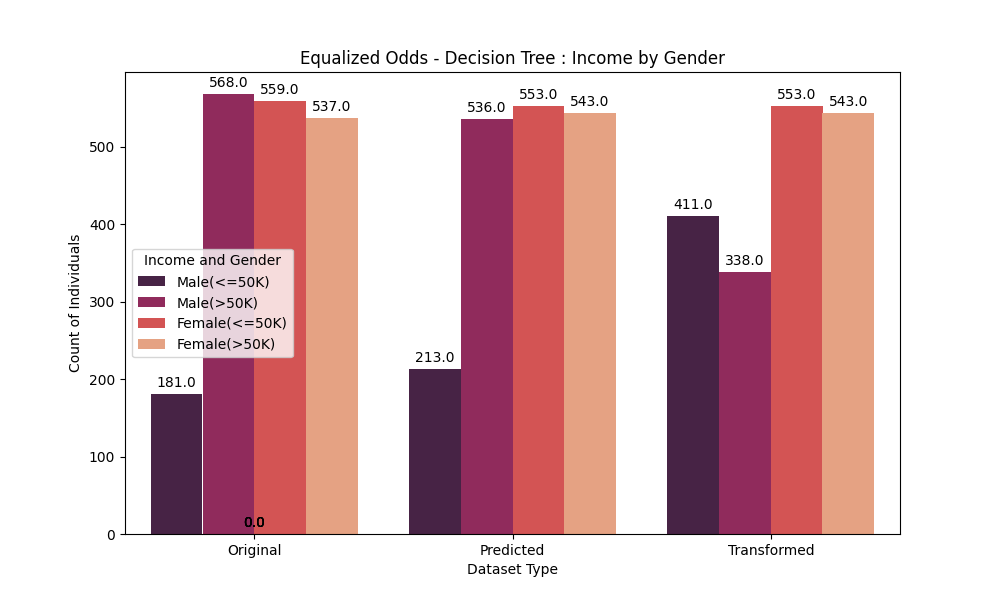 Equalized Odds - Decision Tree : Income by Gender
568.0
559.0
537.0
536.0
553.0
543.0
553.0
543.0
411.0
338.0
213.0
181.0
0.0
Count of Individuals
500
400
300
200
100
0
Income and Gender
Male(<=50K)
Male(>50K)
Female(<=50K)
Female(>50K)
Original
Predicted
Transformed
Dataset Type